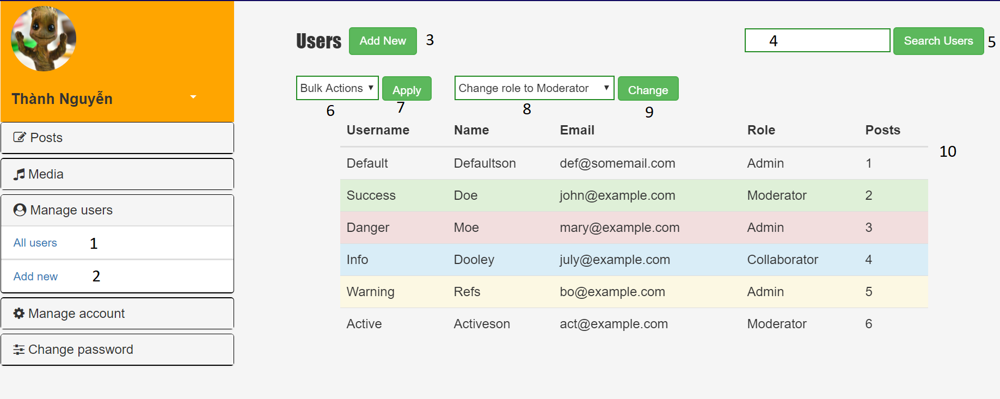 Thành Nguyễn
Posts
Media
Manage users
All users 1
Add new 2
Manage account
Change password
Users Add New 3 4 Search Users 5
Bulk Actions Apply Change role to Moderator Change
6 7 8 9
Username Name Email Role Posts
10
Default Defaultson def@somemail.com Admin 1
Success Doe john@example.com Moderator 2
Danger Moe mary@example.com Admin 3
Info Dooley july@example.com Collaborator 4
Warning Refs bo@example.com Admin 5
Active Activeson act@example.com Moderator 6